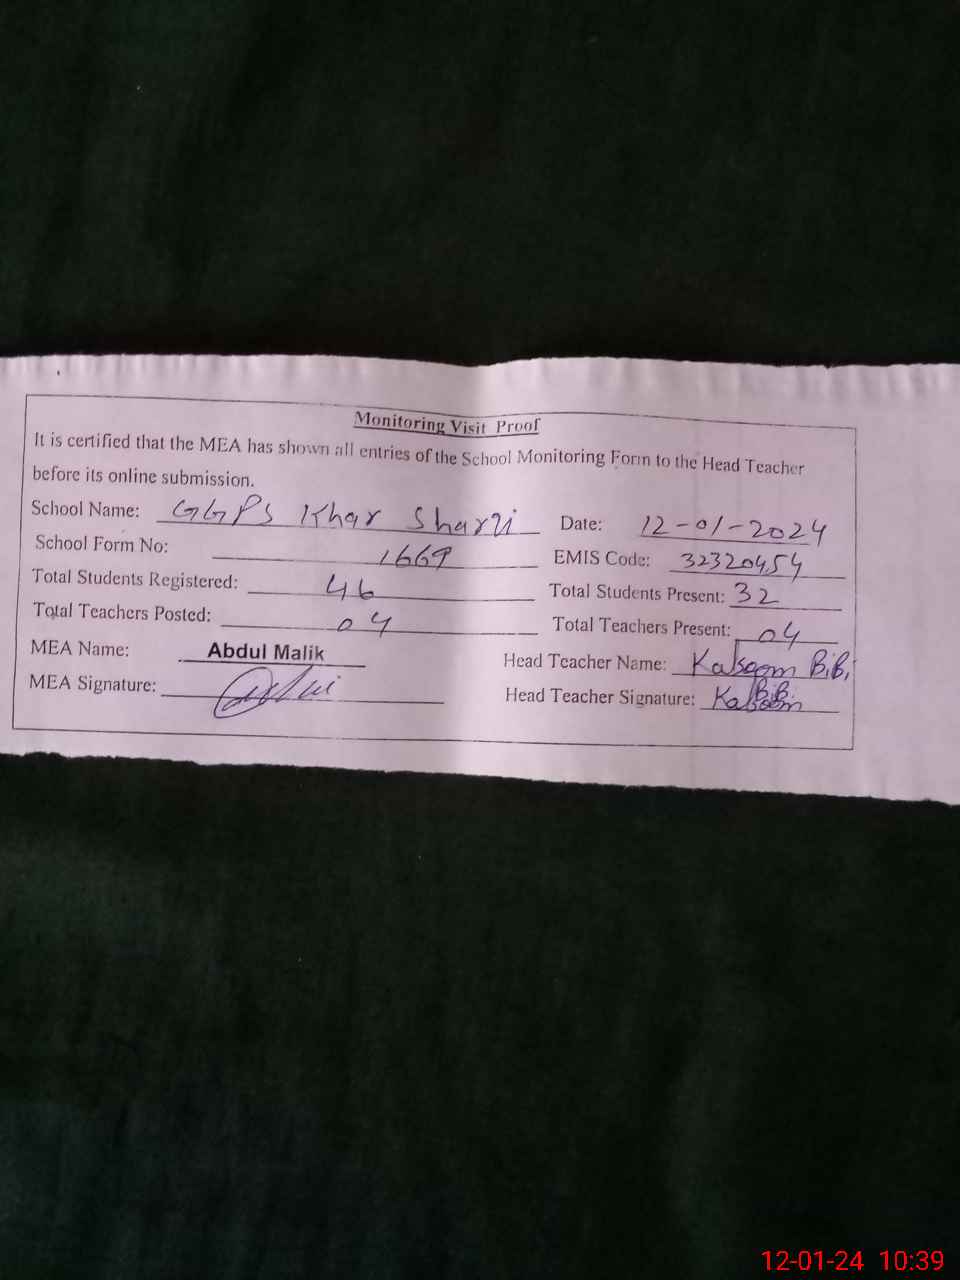 Monitoring Visit Proof
It is certified that the MEA has shown all entries of the School Monitoring Form to the Head Teacher
before its online submission.
School Name: GGPS Khar Sharqi Date: 12-01-2024
School Form No: 1669 EMIS Code: 32320454
Total Students Registered: 46 Total Students Present: 32
Total Teachers Posted: 04 Total Teachers Present: 04
MEA Name: Abdul Malik Head Teacher Name: Kalsoom Bibi
MEA Signature: Head Teacher Signature: Kalsoom Bibi
12-01-24 10:39